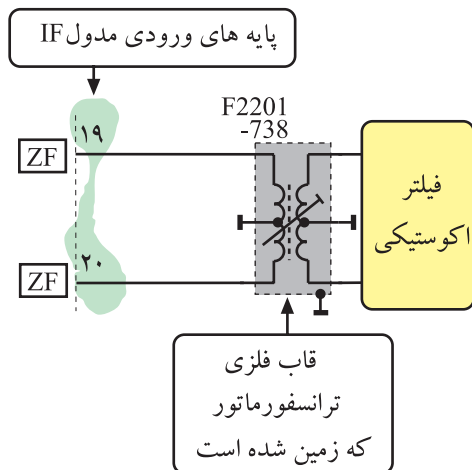 پایه های ورودی مدول IF
F2201
-738
۱۹
ZF
فیلتر
اکوستیکی
۲۰
ZF
قاب فلزی
ترانسفورماتور
که زمین شده است